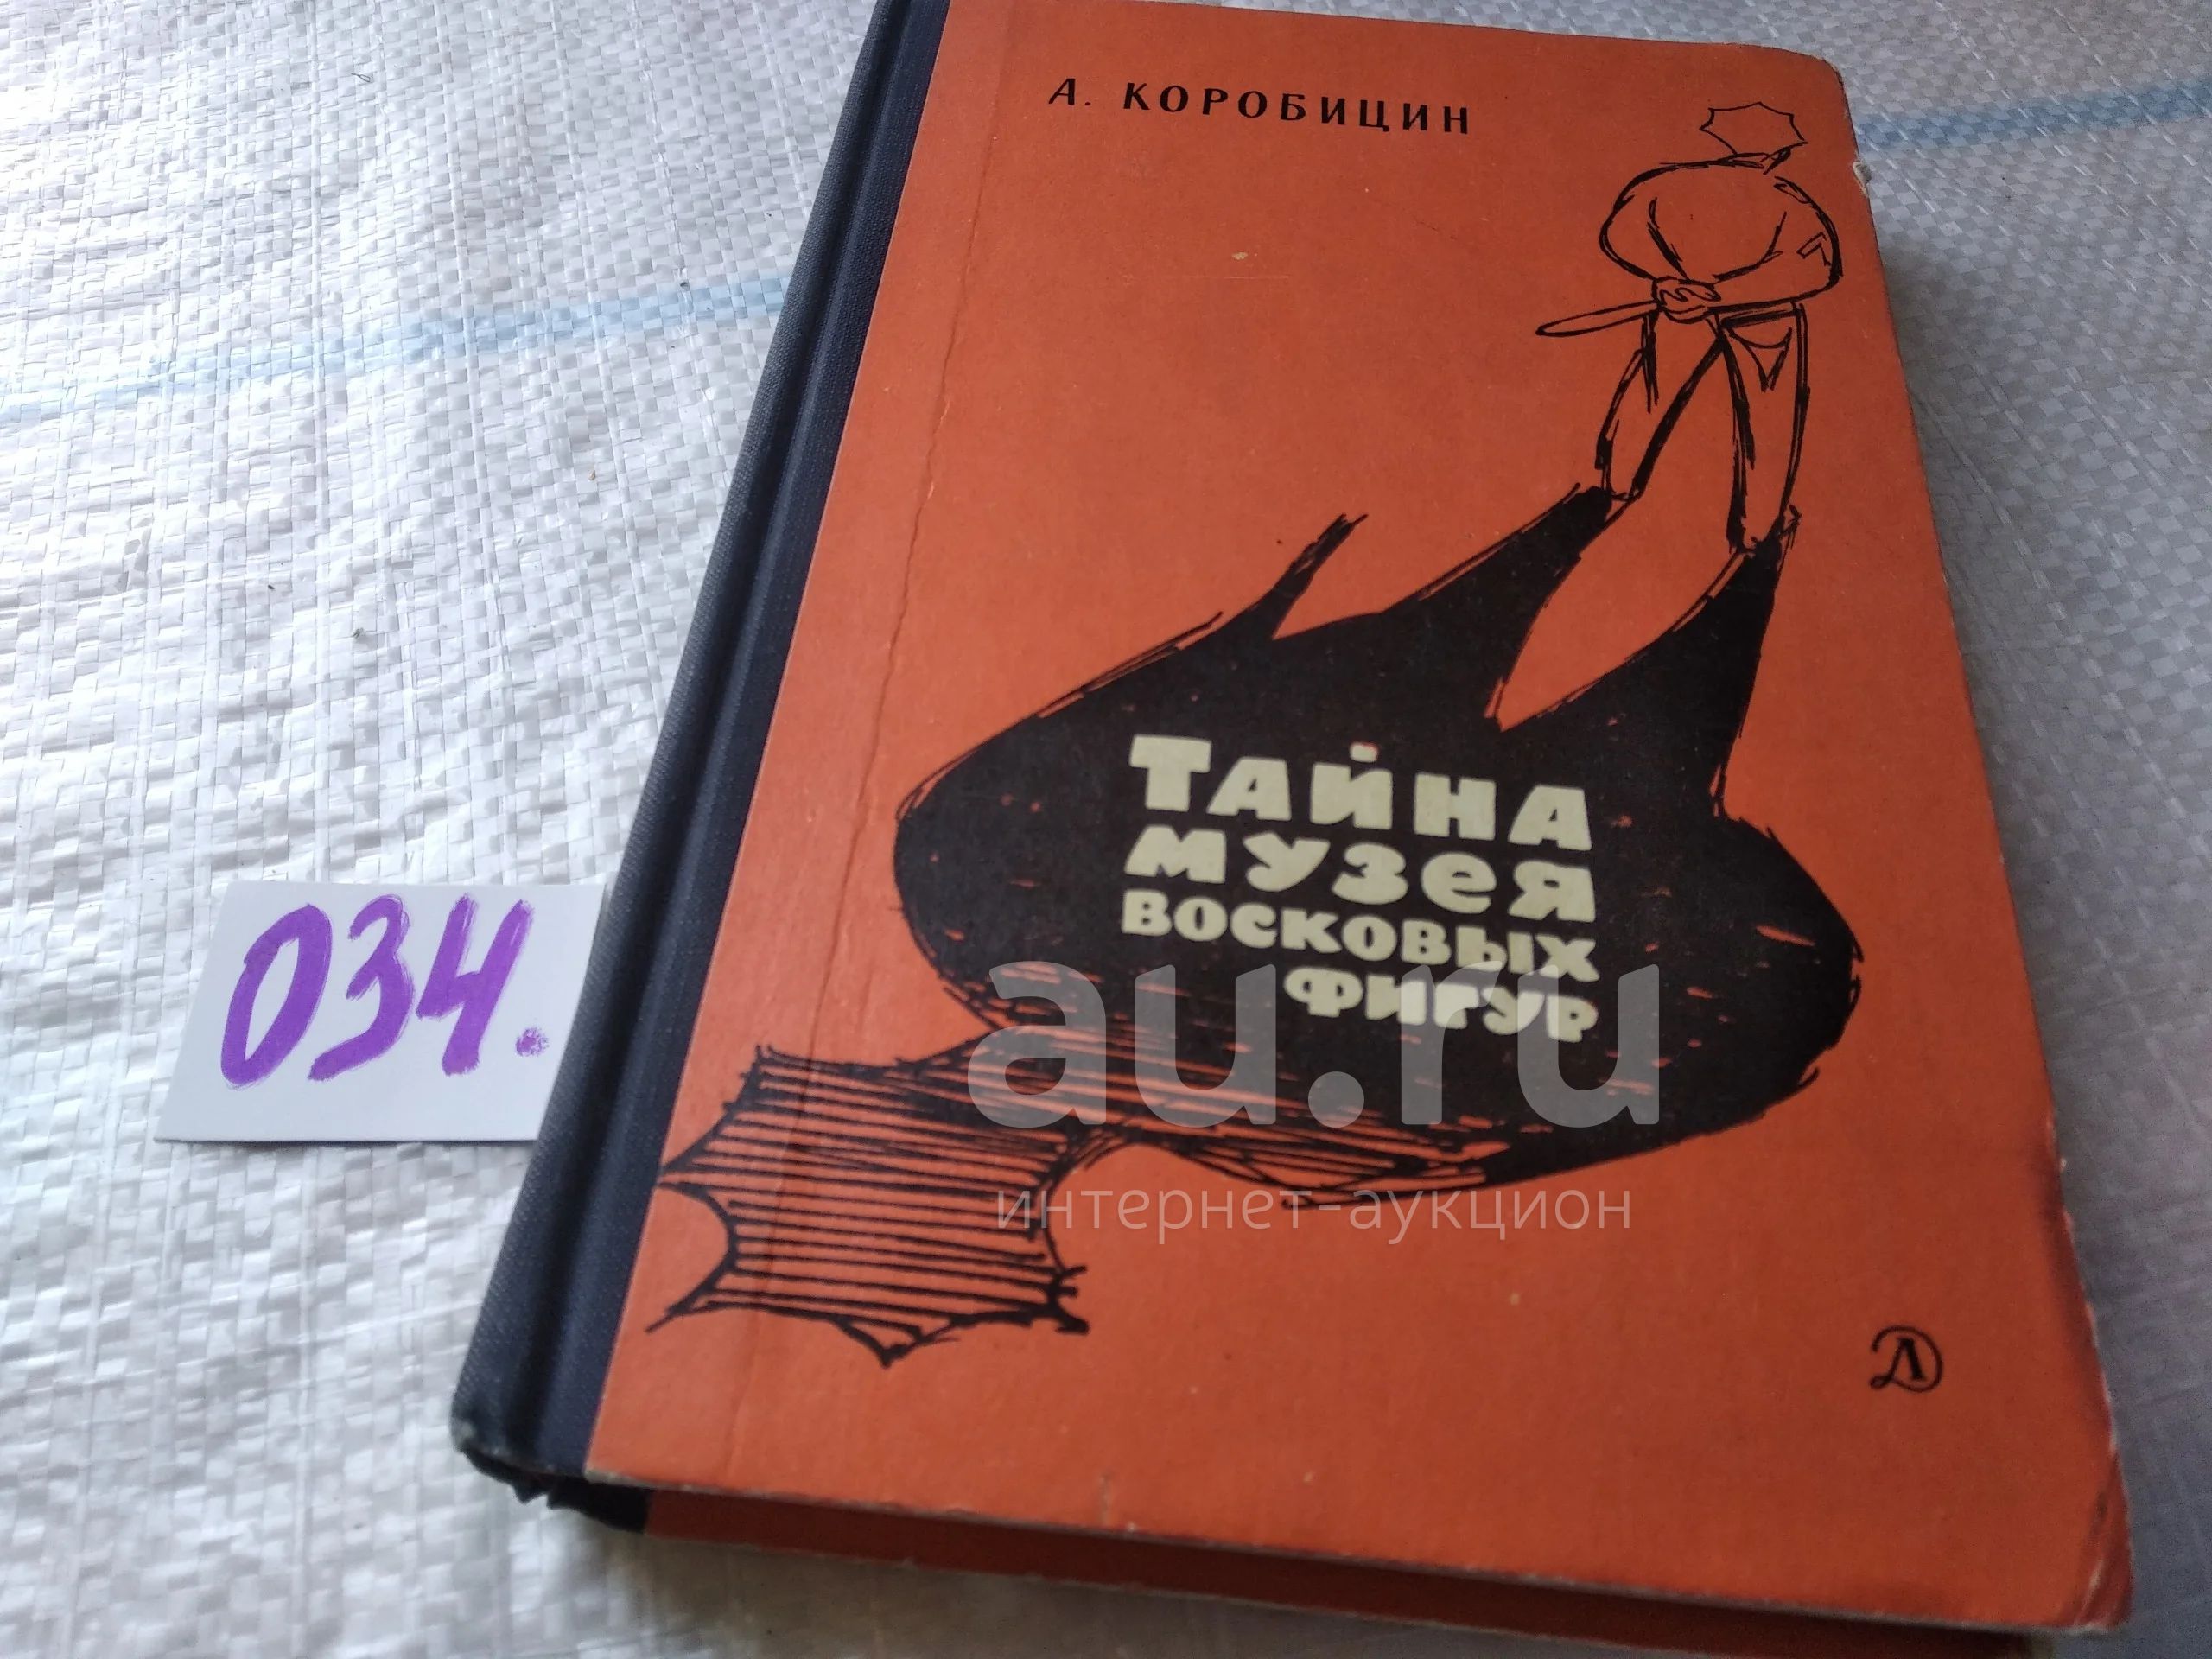 А. КОРОБИЦИН
ТАЙНА
МУЗЕЯ
ВОСКОВЫХ
ФИГУР
034.
au.ru
интернет-аукцион
Д